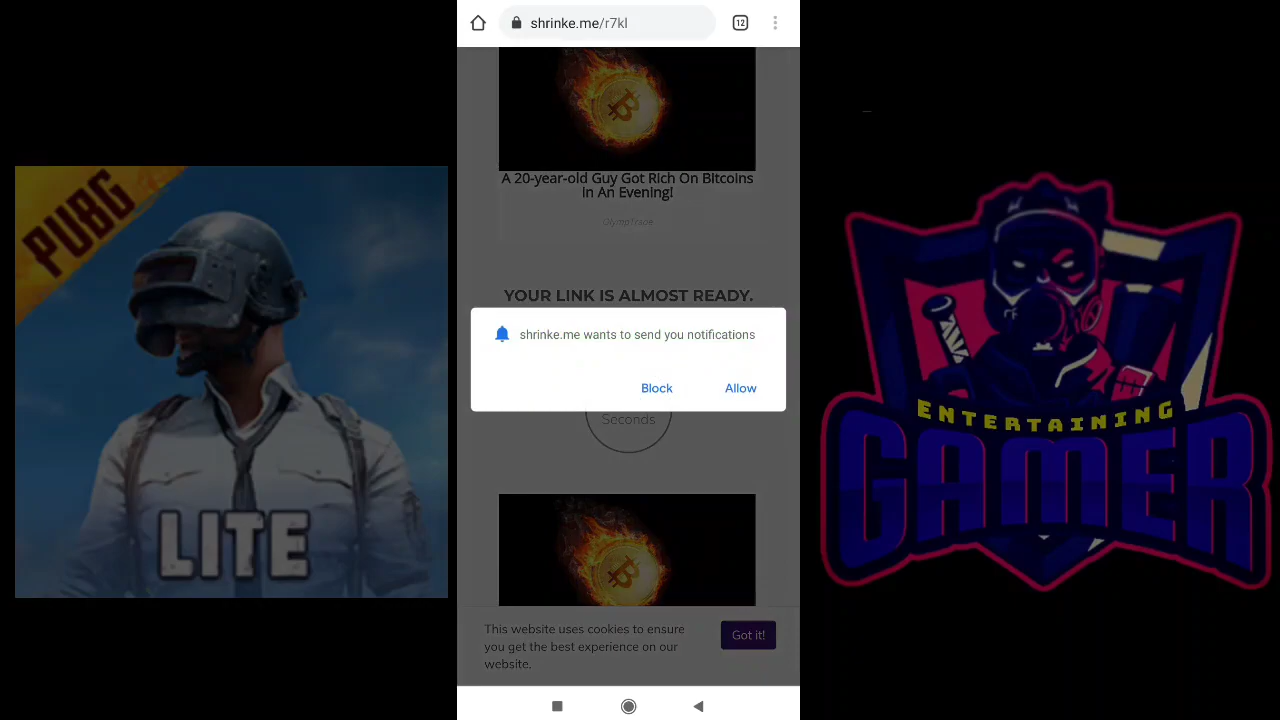 PUBG
LITE
shrinke.me/r7kl
12
A 20-year-old Guy Got Rich On Bitcoins
In An Evening!
OlympTrade
YOUR LINK IS ALMOST READY.
shrinke.me wants to send you notifications
Block
Allow
Seconds
This website uses cookies to ensure
you get the best experience on our
website.
Got it!
ENTERTAINING
GAMER